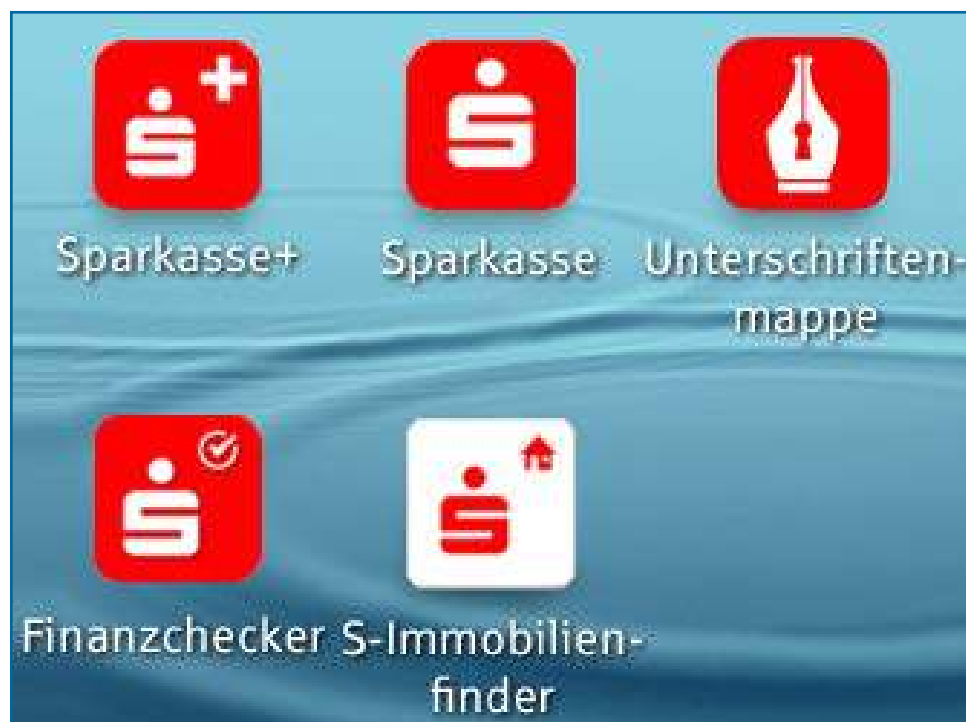 Sparkasse+
Sparkasse
Unterschriften-
mappe
Finanzchecker
S-Immobilien-
finder